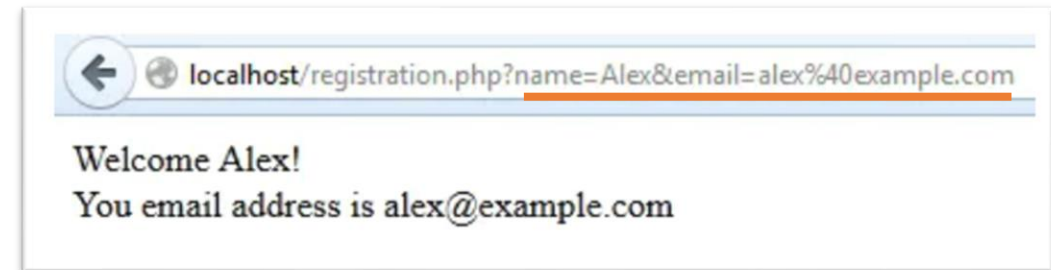 localhost/registration.php?name=Alex&email=alex%40example.com
Welcome Alex!
You email address is alex@example.com